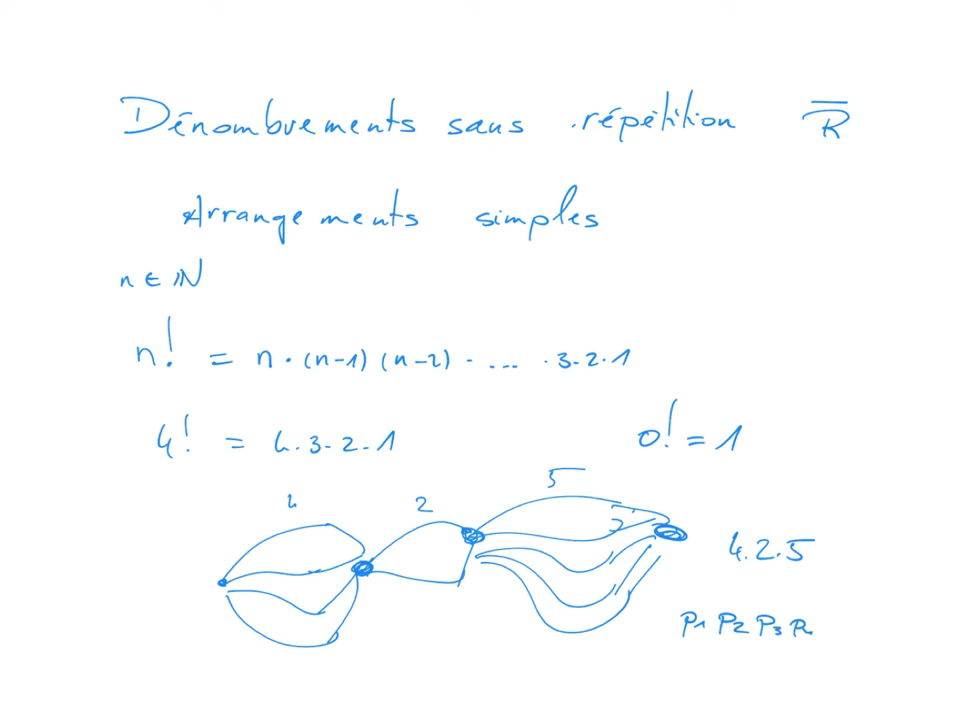 Dénombrements sans répétition R̅
Arrangements simples
n ∈ ℕ
n! = n · (n-1) (n-2) · ... · 3·2·1
4! = 4·3·2·1 0! = 1
4 2 5
4·2·5
P1 P2 P3 P